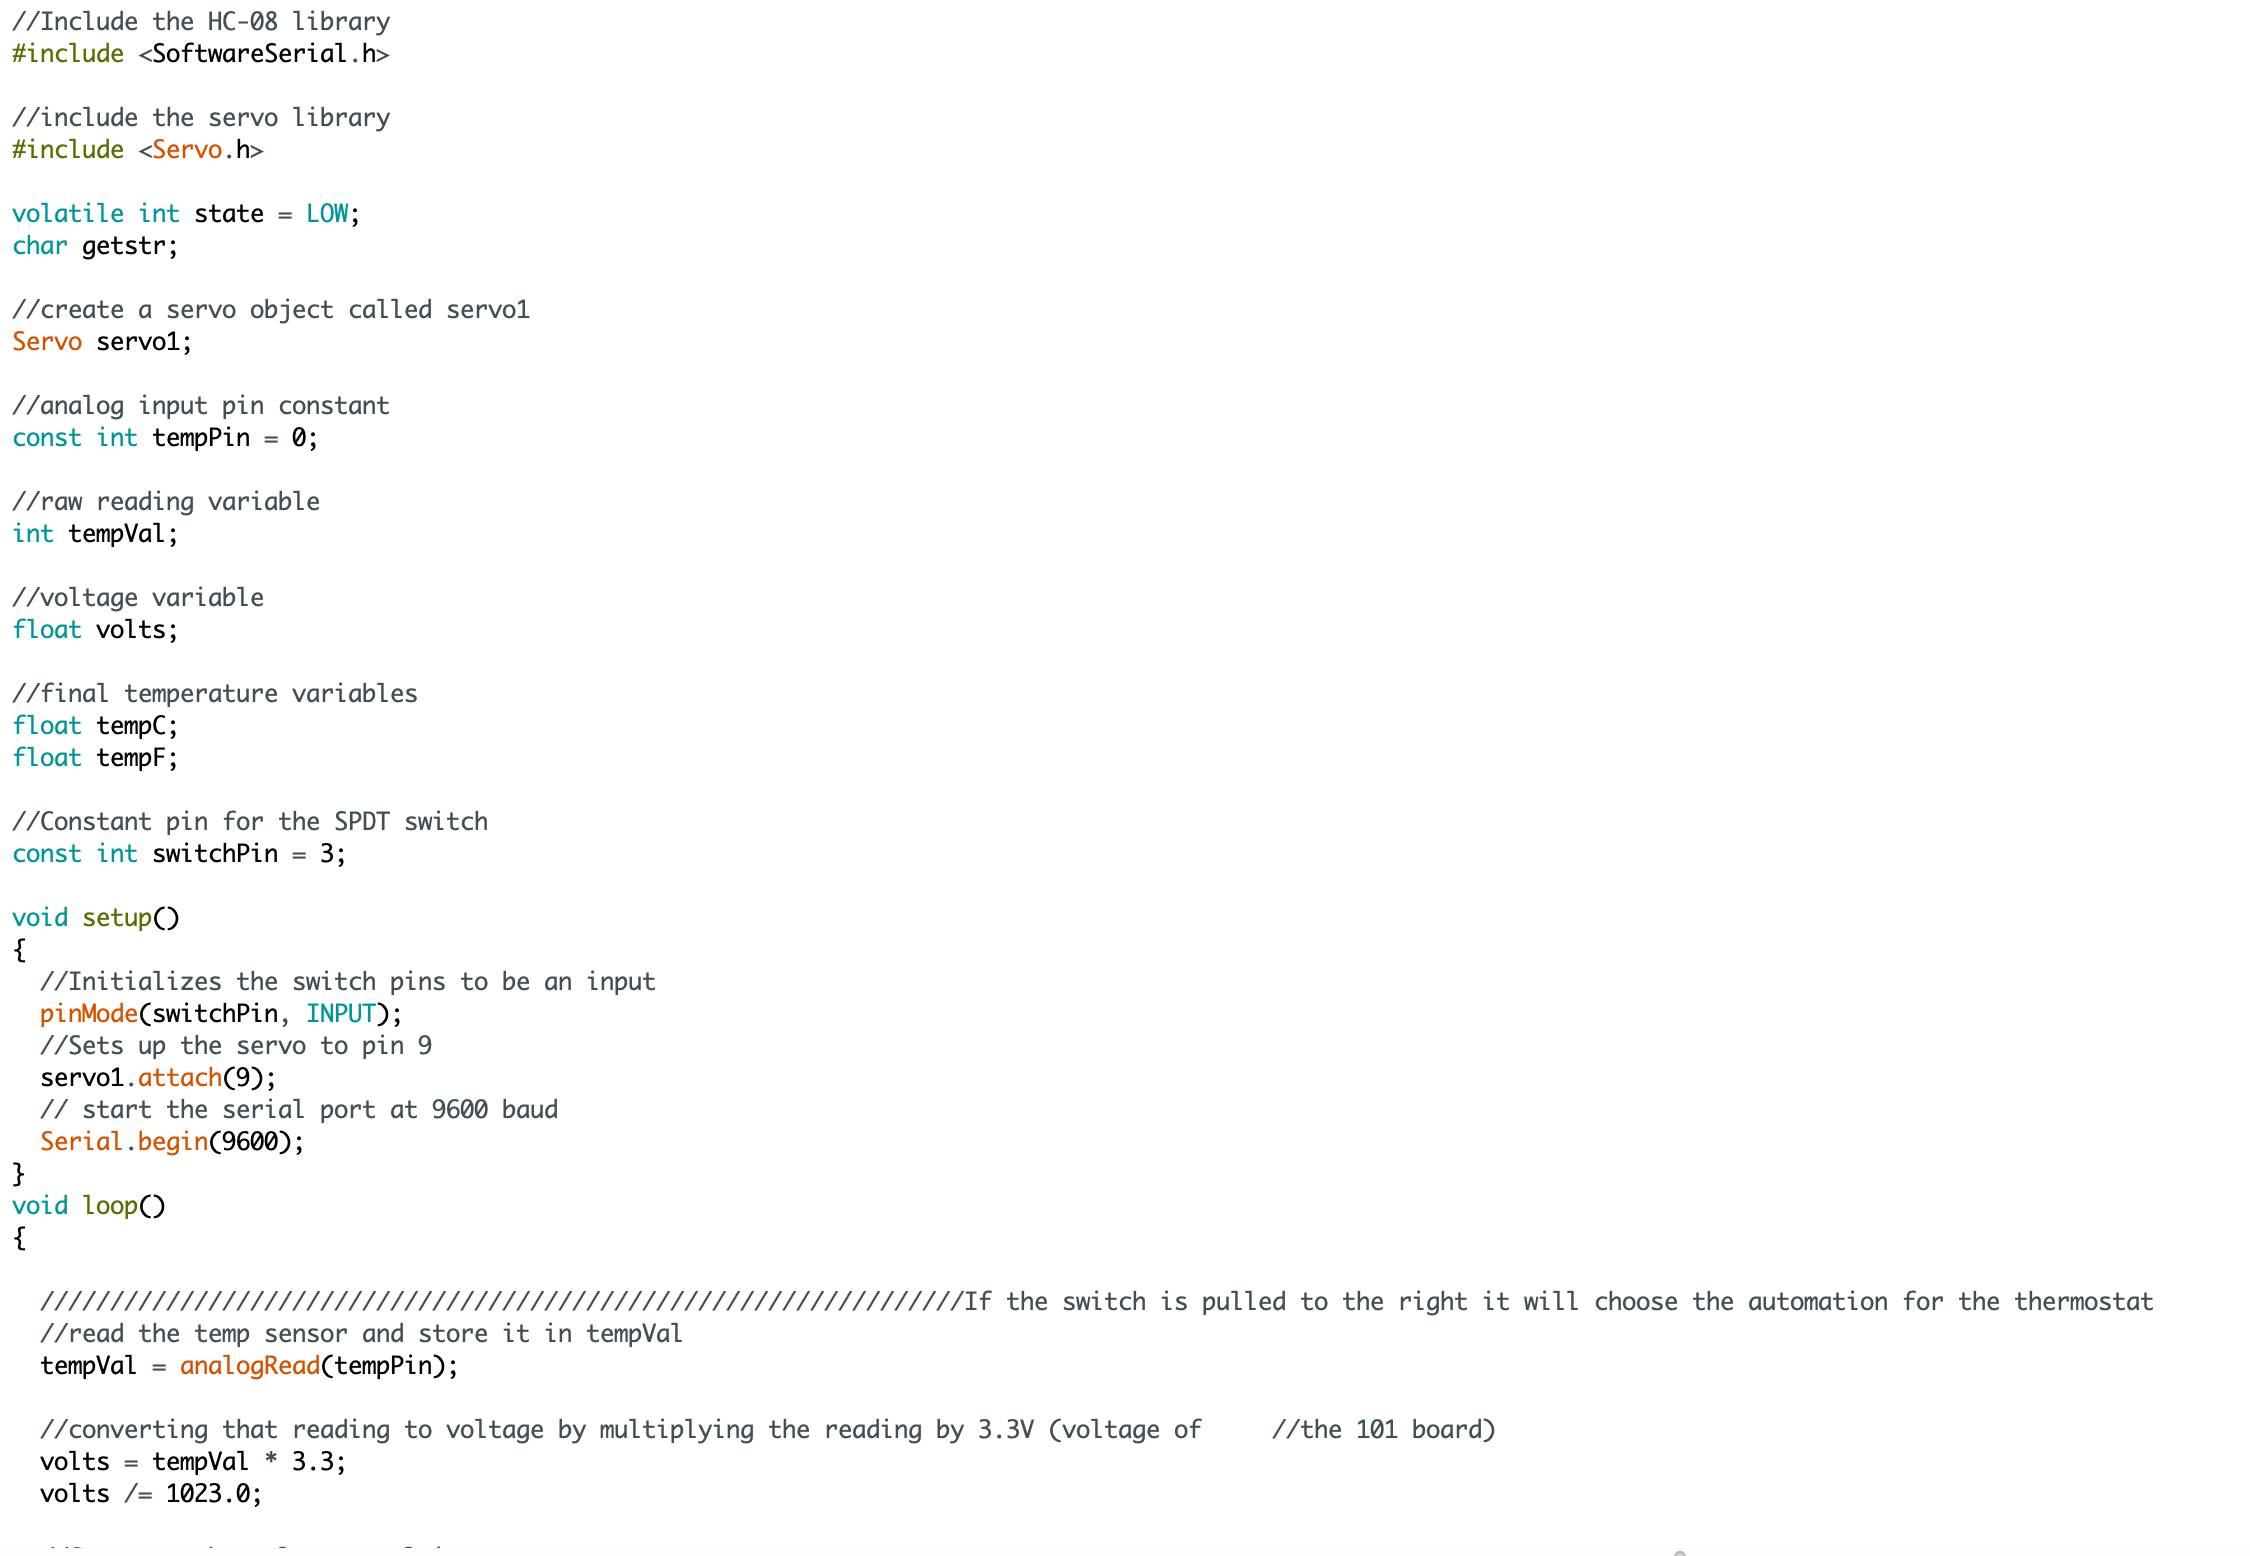 //Include the HC-08 library
#include <SoftwareSerial.h>

//include the servo library
#include <Servo.h>

volatile int state = LOW;
char getstr;

//create a servo object called servo1
Servo servo1;

//analog input pin constant
const int tempPin = 0;

//raw reading variable
int tempVal;

//voltage variable
float volts;

//final temperature variables
float tempC;
float tempF;

//Constant pin for the SPDT switch
const int switchPin = 3;

void setup()
{
  //Initializes the switch pins to be an input
  pinMode(switchPin, INPUT);
  //Sets up the servo to pin 9
  servo1.attach(9);
  // start the serial port at 9600 baud
  Serial.begin(9600);
}
void loop()
{

  //////////////////////////////////////////////////////////////////If the switch is pulled to the right it will choose the automation for the thermostat
  //read the temp sensor and store it in tempVal
  tempVal = analogRead(tempPin);

  //converting that reading to voltage by multiplying the reading by 3.3V (voltage of     //the 101 board)
  volts = tempVal * 3.3;
  volts /= 1023.0;